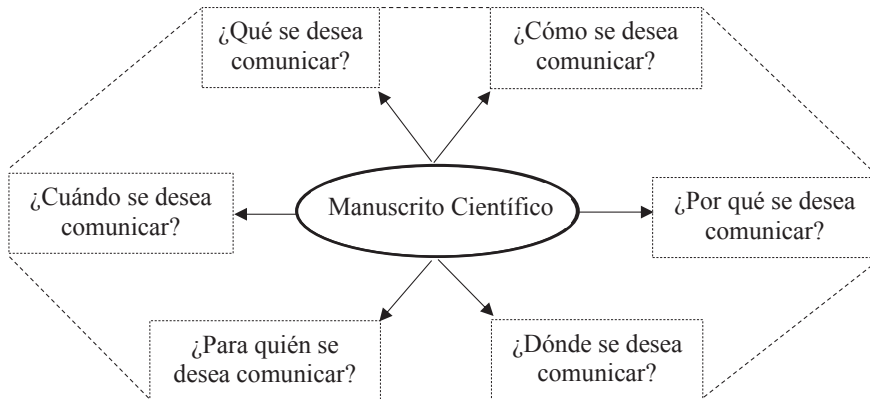 ¿Qué se desea
comunicar?
¿Cómo se desea
comunicar?
¿Cuándo se desea
comunicar?
Manuscrito Científico
¿Por qué se desea
comunicar?
¿Para quién se
desea comunicar?
¿Dónde se desea
comunicar?